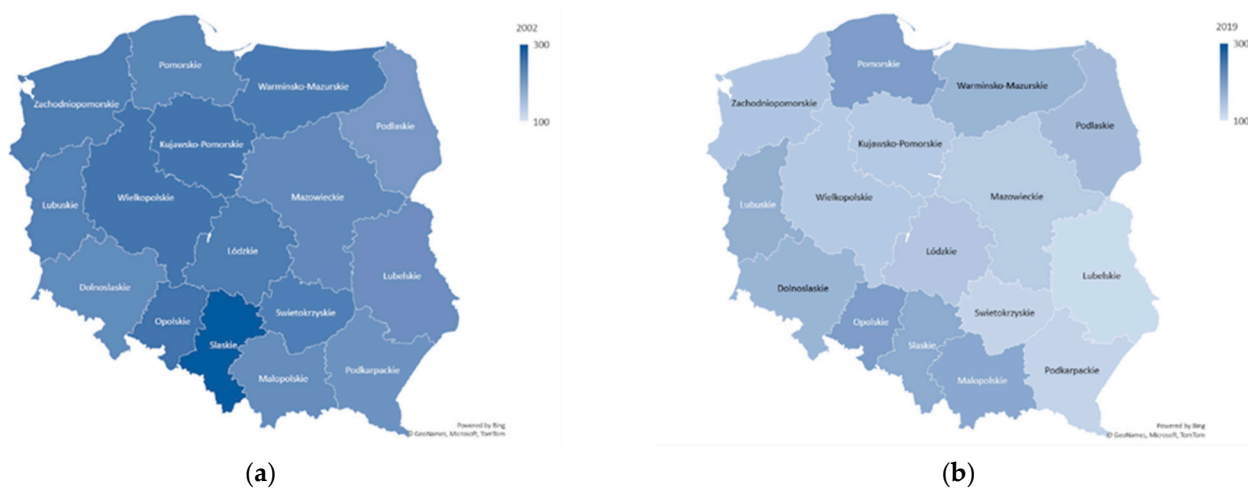 2002
300
100
Pomorskie
Warminsko-Mazurskie
Zachodniopomorskie
Podlaskie
Kujawsko-Pomorskie
Lubuskie
Wielkopolskie
Mazowieckie
Lódzkie
Lubelskie
Dolnoslaskie
Opolskie
Swietokrzyskie
Slaskie
Malopolskie
Podkarpackie
Powered by Bing
© GeoNames, Microsoft, TomTom
(a)
2019
300
100
Pomorskie
Warminsko-Mazurskie
Zachodniopomorskie
Podlaskie
Kujawsko-Pomorskie
Lubuskie
Wielkopolskie
Mazowieckie
Lódzkie
Lubelskie
Dolnoslaskie
Opolskie
Swietokrzyskie
Slaskie
Malopolskie
Podkarpackie
Powered by Bing
© GeoNames, Microsoft, TomTom
(b)